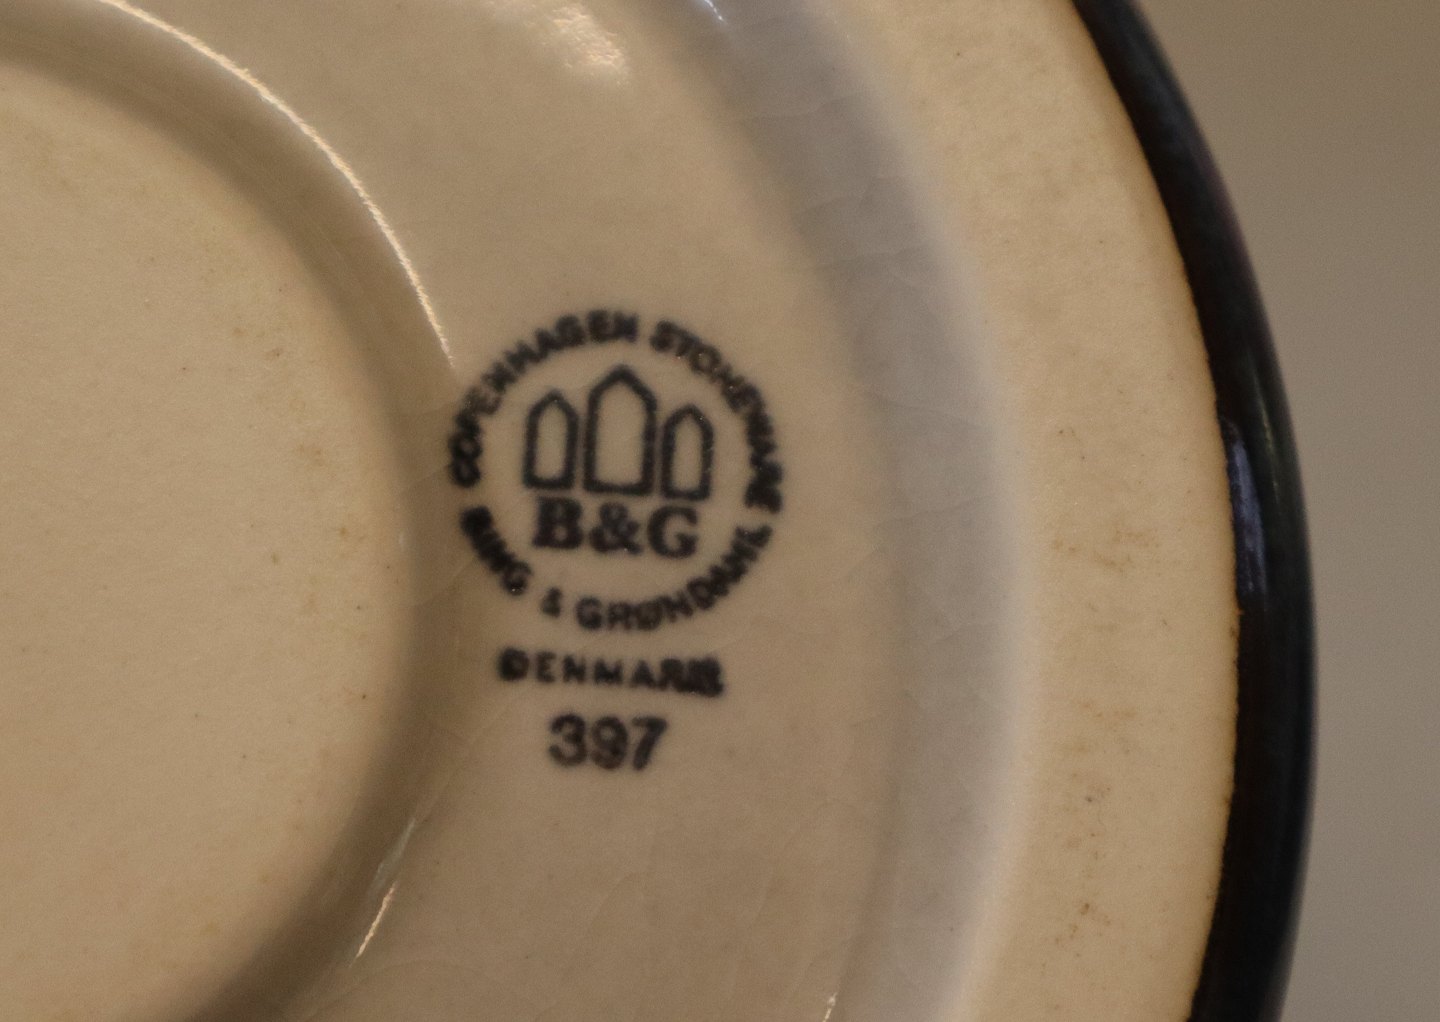 COPENHAGEN STONEWARE
B&G
BING & GRØNDAHL
DENMARK
397